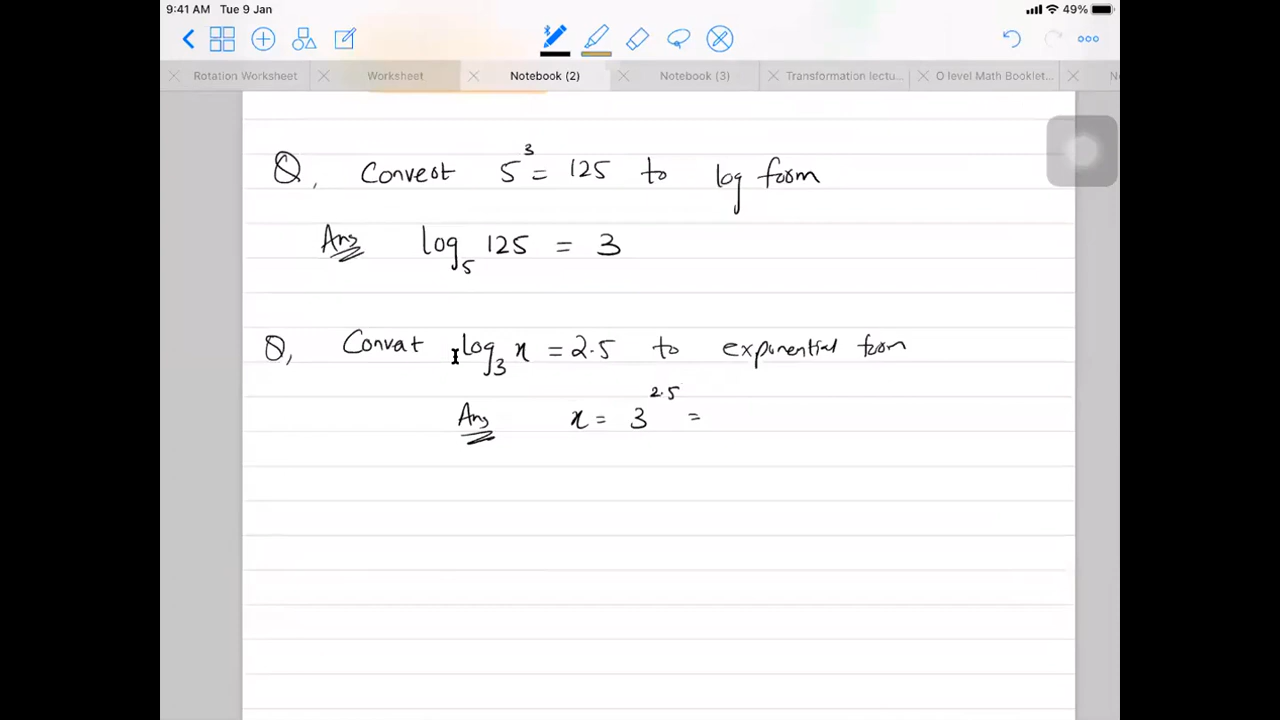 9:41 AM Tue 9 Jan 49%
Rotation Worksheet Worksheet Notebook (2) Notebook (3) Transformation lectu... O level Math Booklet... N
Q, Convert 5³ = 125 to log form
Ans log₅ 125 = 3
Q, Convat log₃ x = 2.5 to exponential form
Ans x = 3^2.5 =